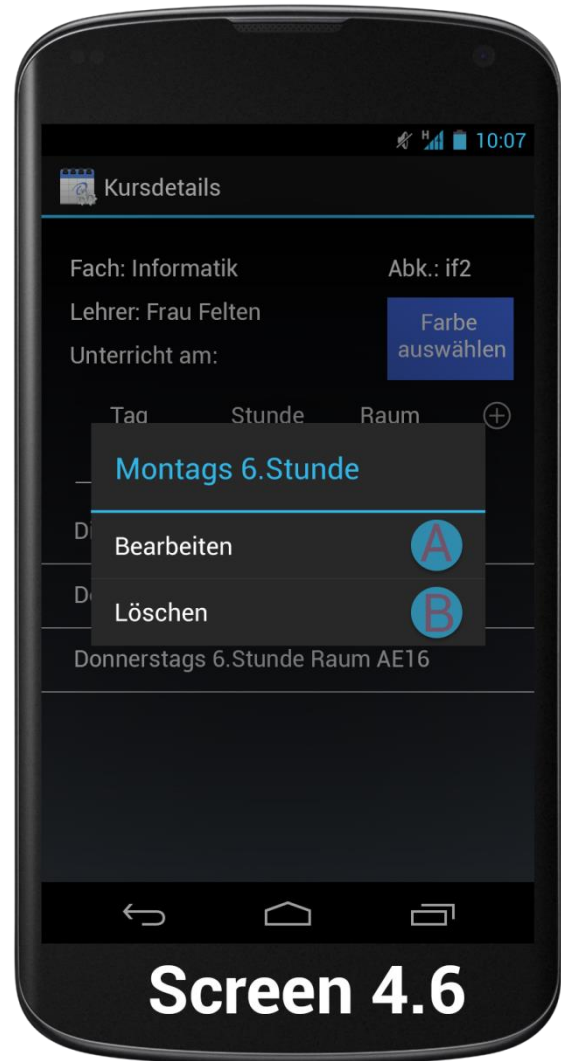 10:07
Kursdetails
Fach: Informatik Abk.: if2
Lehrer: Frau Felten
Farbe
auswählen
Unterricht am:
Tag Stunde Raum
Montags 6.Stunde
Bearbeiten A
Löschen B
Donnerstags 6.Stunde Raum AE16
Screen 4.6